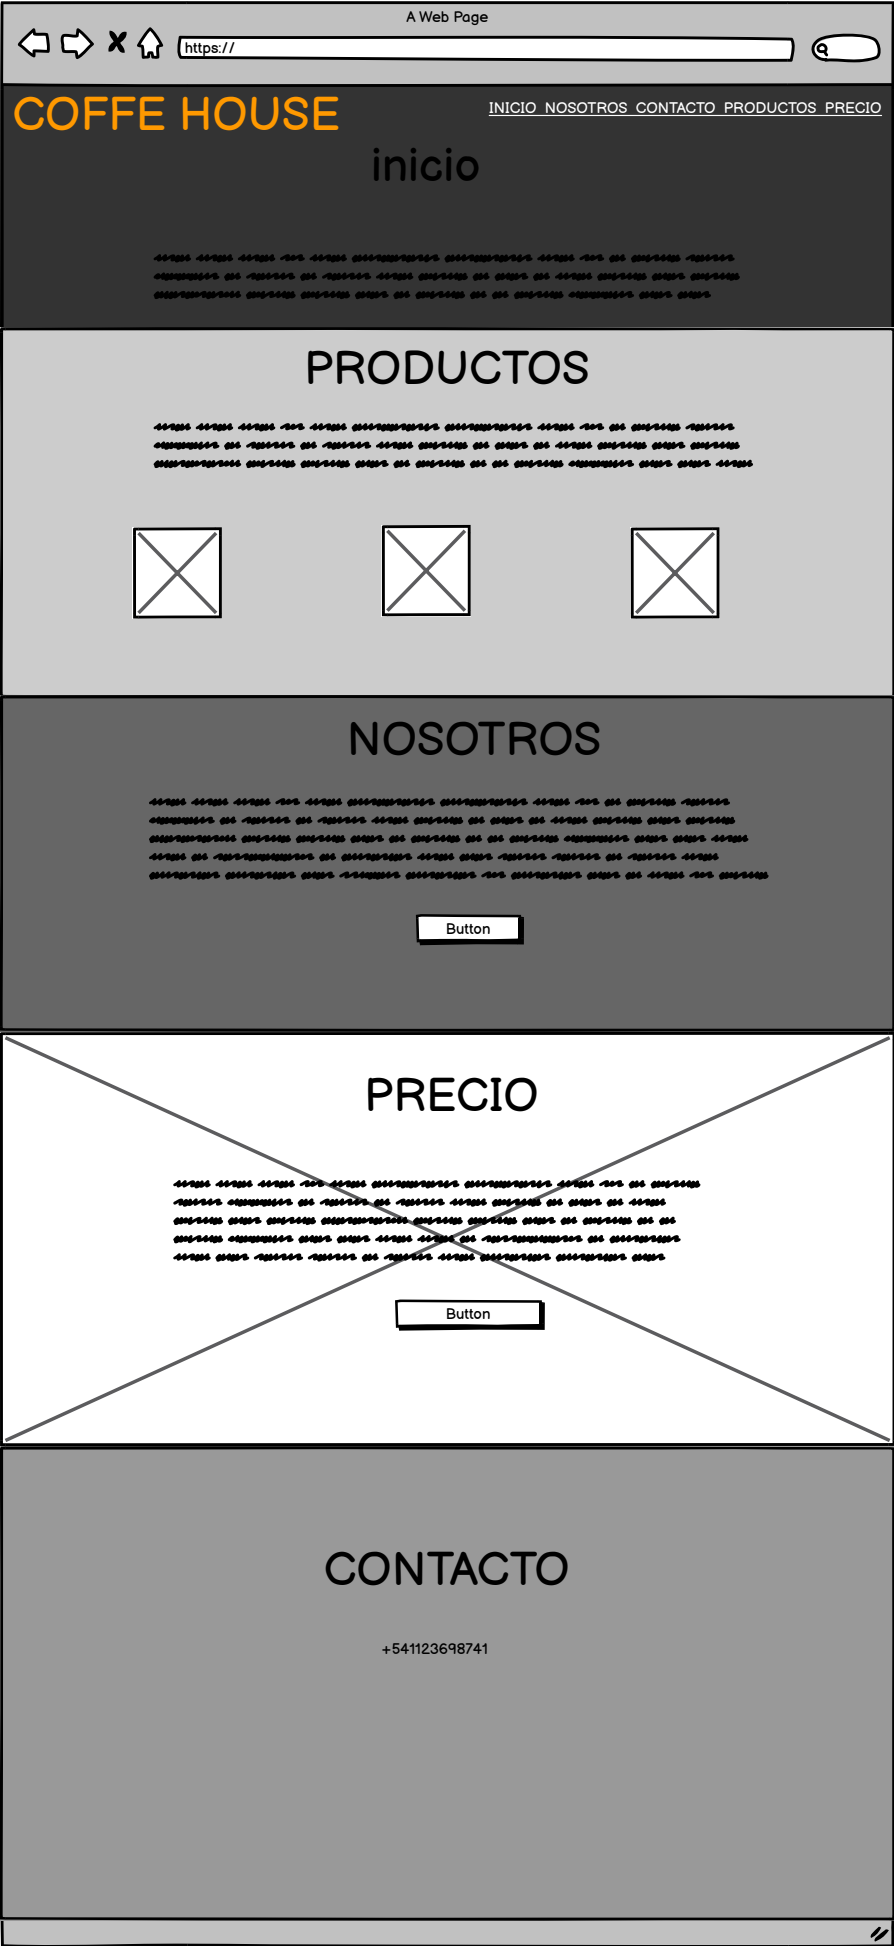 A Web Page
https://
COFFE HOUSE
INICIO NOSOTROS CONTACTO PRODUCTOS PRECIO
inicio
PRODUCTOS
NOSOTROS
Button
PRECIO
Button
CONTACTO
+541123698741